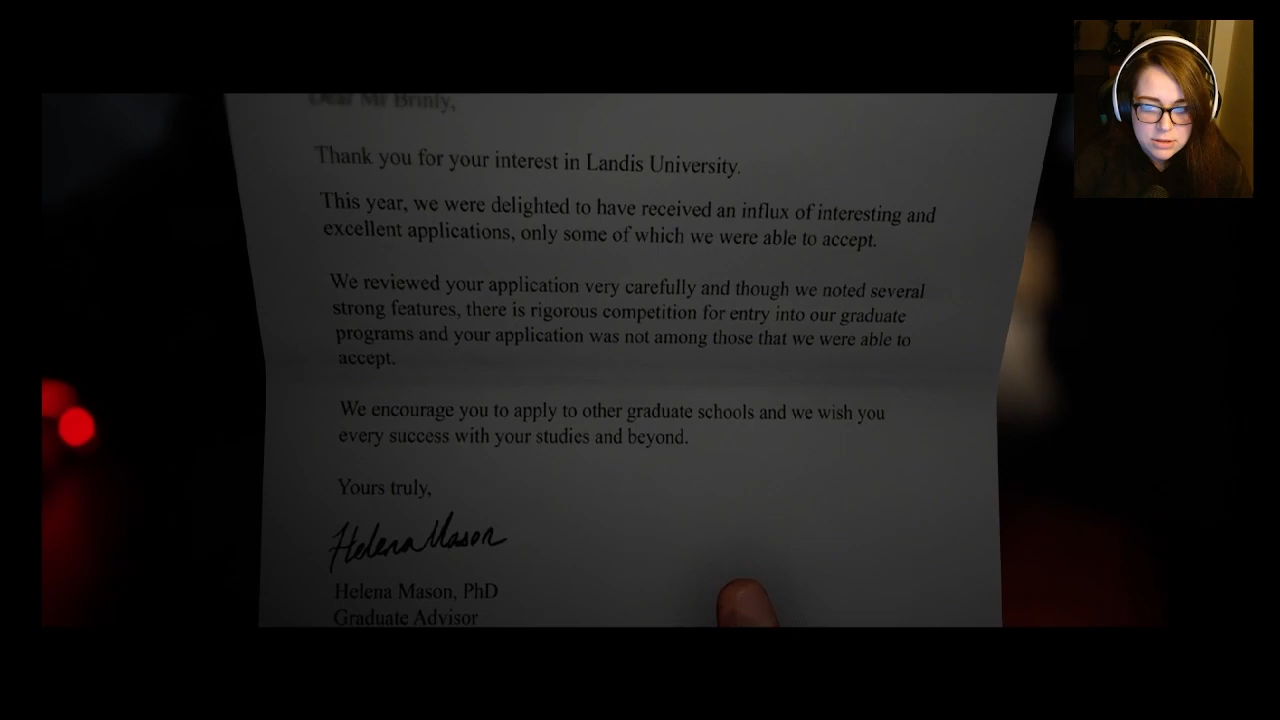 Dear Mr Brinly,
Thank you for your interest in Landis University.
This year, we were delighted to have received an influx of interesting and
excellent applications, only some of which we were able to accept.
We reviewed your application very carefully and though we noted several
strong features, there is rigorous competition for entry into our graduate
programs and your application was not among those that we were able to
accept.
We encourage you to apply to other graduate schools and we wish you
every success with your studies and beyond.
Yours truly,
Helena Mason
Helena Mason, PhD
Graduate Advisor